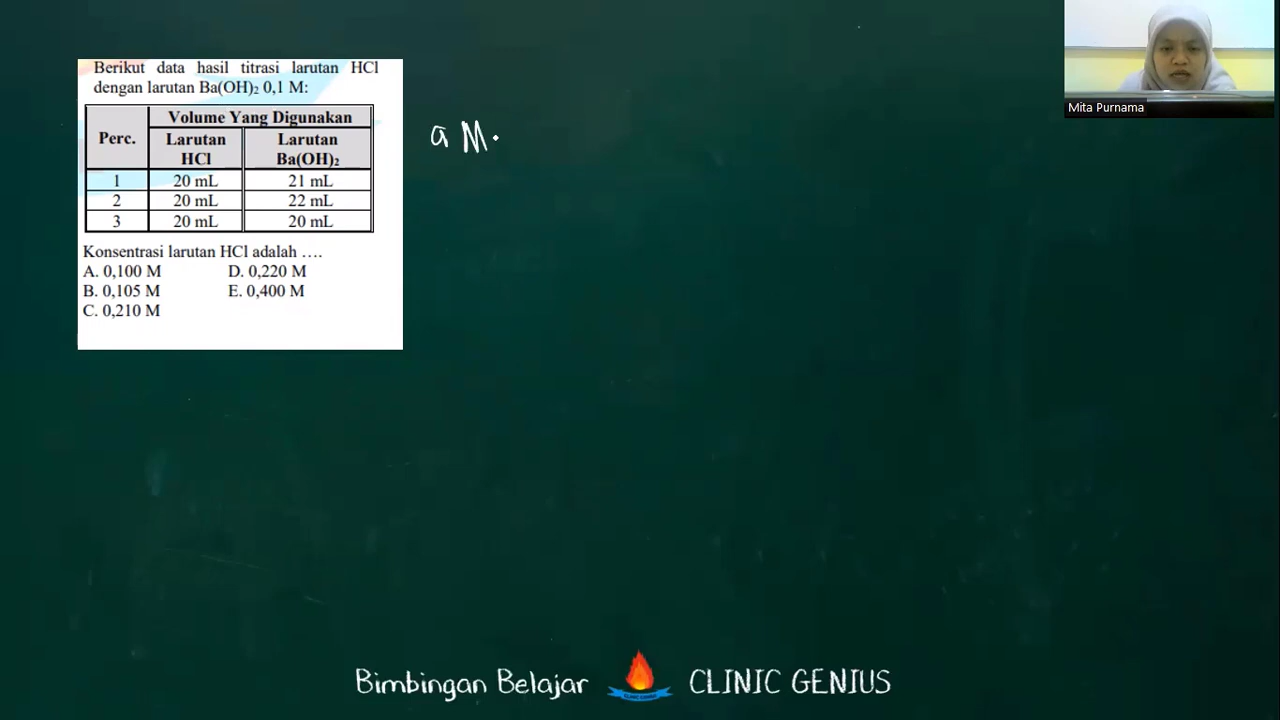 Berikut data hasil titrasi larutan HCl
dengan larutan Ba(OH)₂ 0,1 M:
Perc. Volume Yang Digunakan
Larutan HCl Larutan Ba(OH)₂
1 20 mL 21 mL
2 20 mL 22 mL
3 20 mL 20 mL
Konsentrasi larutan HCl adalah ….
A. 0,100 M D. 0,220 M
B. 0,105 M E. 0,400 M
C. 0,210 M
a M.
Mita Purnama
Bimbingan Belajar CLINIC GENIUS